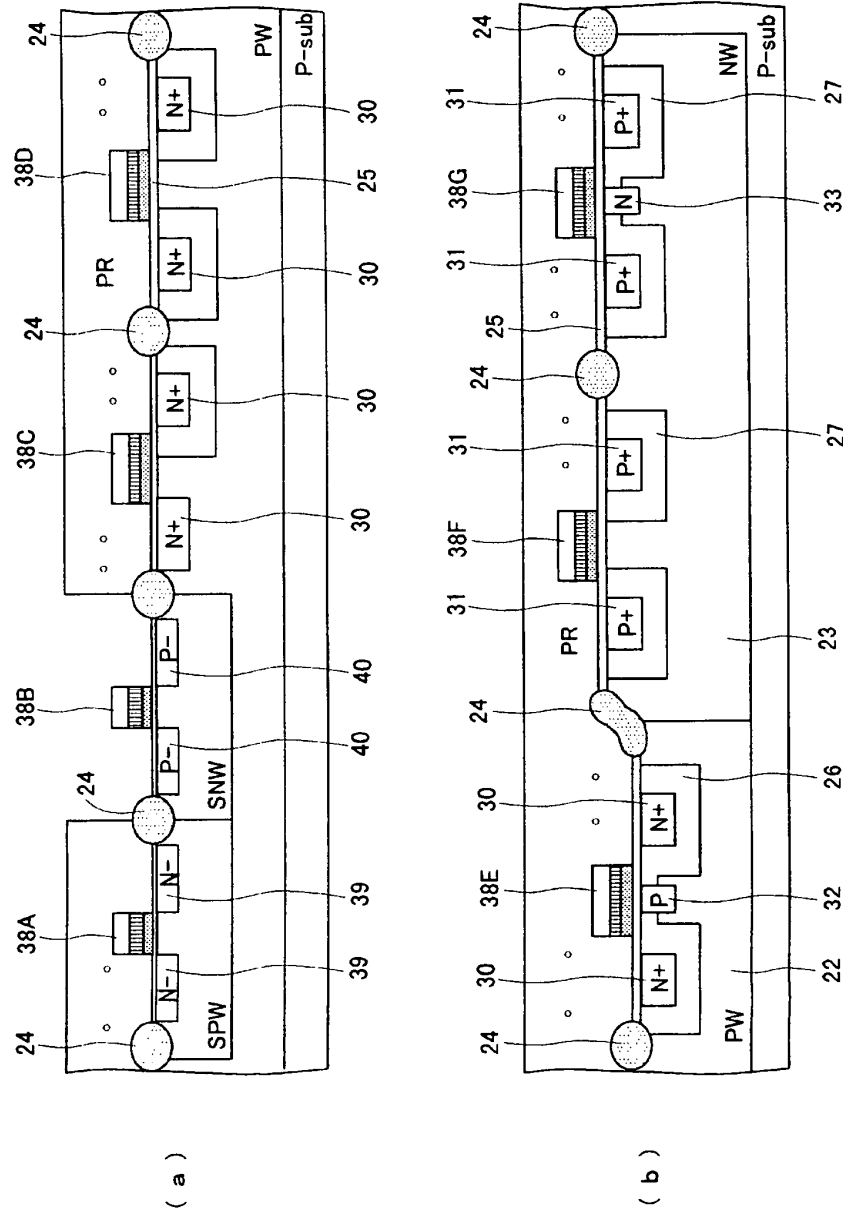 ( a )
24 38A 24 38B 38C 24 38D 24
PR
N- N- P- P- N+ N+ N+ N+
SPW SNW PW
P-sub
39 39 40 40 30 30 30 25 30
( b )
24 30 38E 30 24 31 38F 31 24 25 31 38G 31 24
PR
N+ P N+ P+ P+ P+ N P+
PW NW
P-sub
22 32 26 23 27 33 27